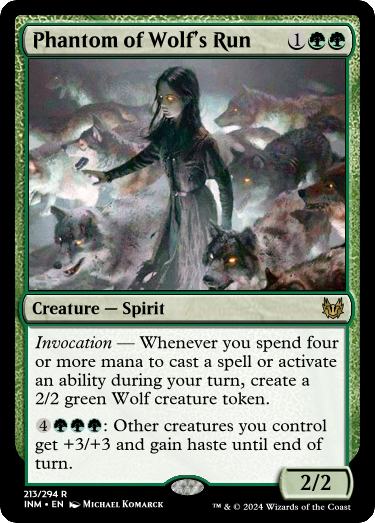 Phantom of Wolf's Run 1
Creature — Spirit
Invocation — Whenever you spend four
or more mana to cast a spell or activate
an ability during your turn, create a
2/2 green Wolf creature token.
4: Other creatures you control
get +3/+3 and gain haste until end of
turn.
2/2
213/294 R
INM • EN Michael Komarck
™ & © 2024 Wizards of the Coast